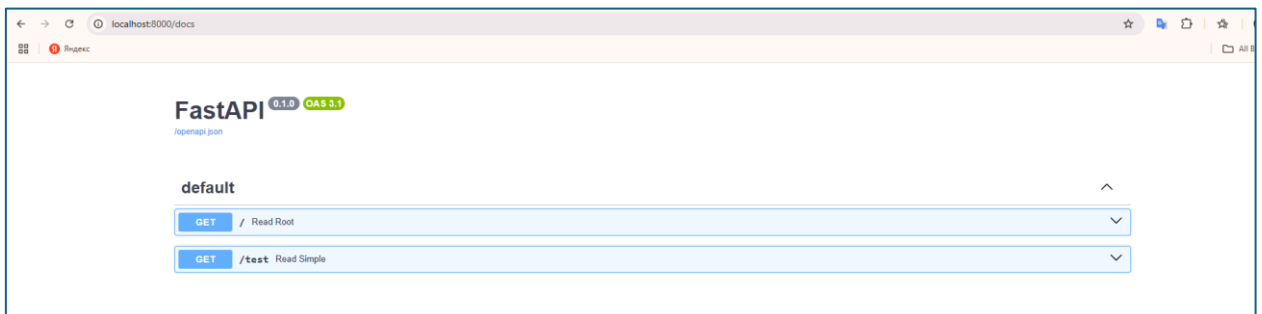 localhost:8000/docs
Яндекс
All B
FastAPI 0.1.0 OAS 3.1
/openapi.json
default
GET / Read Root
GET /test Read Simple